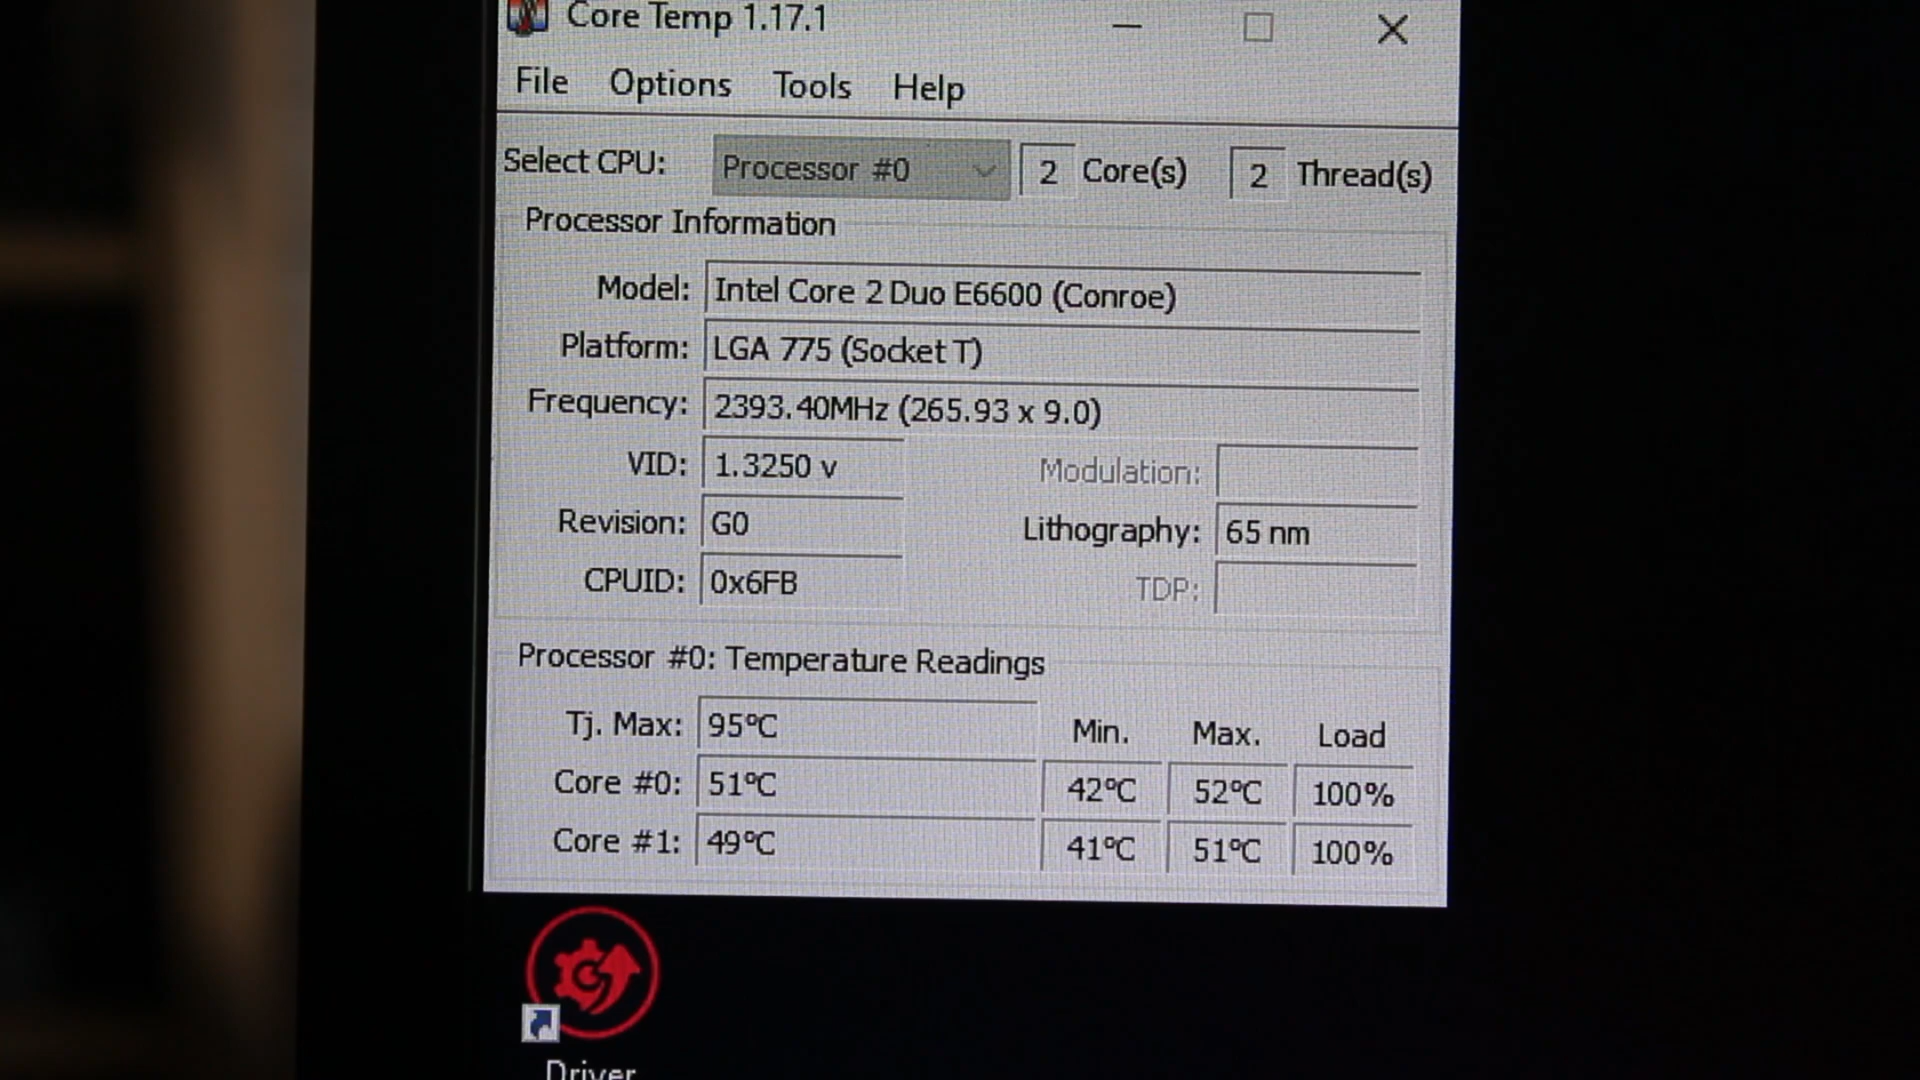 Core Temp 1.17.1
File Options Tools Help
Select CPU: Processor #0 2 Core(s) 2 Thread(s)
Processor Information
Model: Intel Core 2 Duo E6600 (Conroe)
Platform: LGA 775 (Socket T)
Frequency: 2393.40MHz (265.93 x 9.0)
VID: 1.3250 v Modulation:
Revision: G0 Lithography: 65 nm
CPUID: 0x6FB TDP:
Processor #0: Temperature Readings
Tj. Max: 95°C Min. Max. Load
Core #0: 51°C 42°C 52°C 100%
Core #1: 49°C 41°C 51°C 100%
Driver